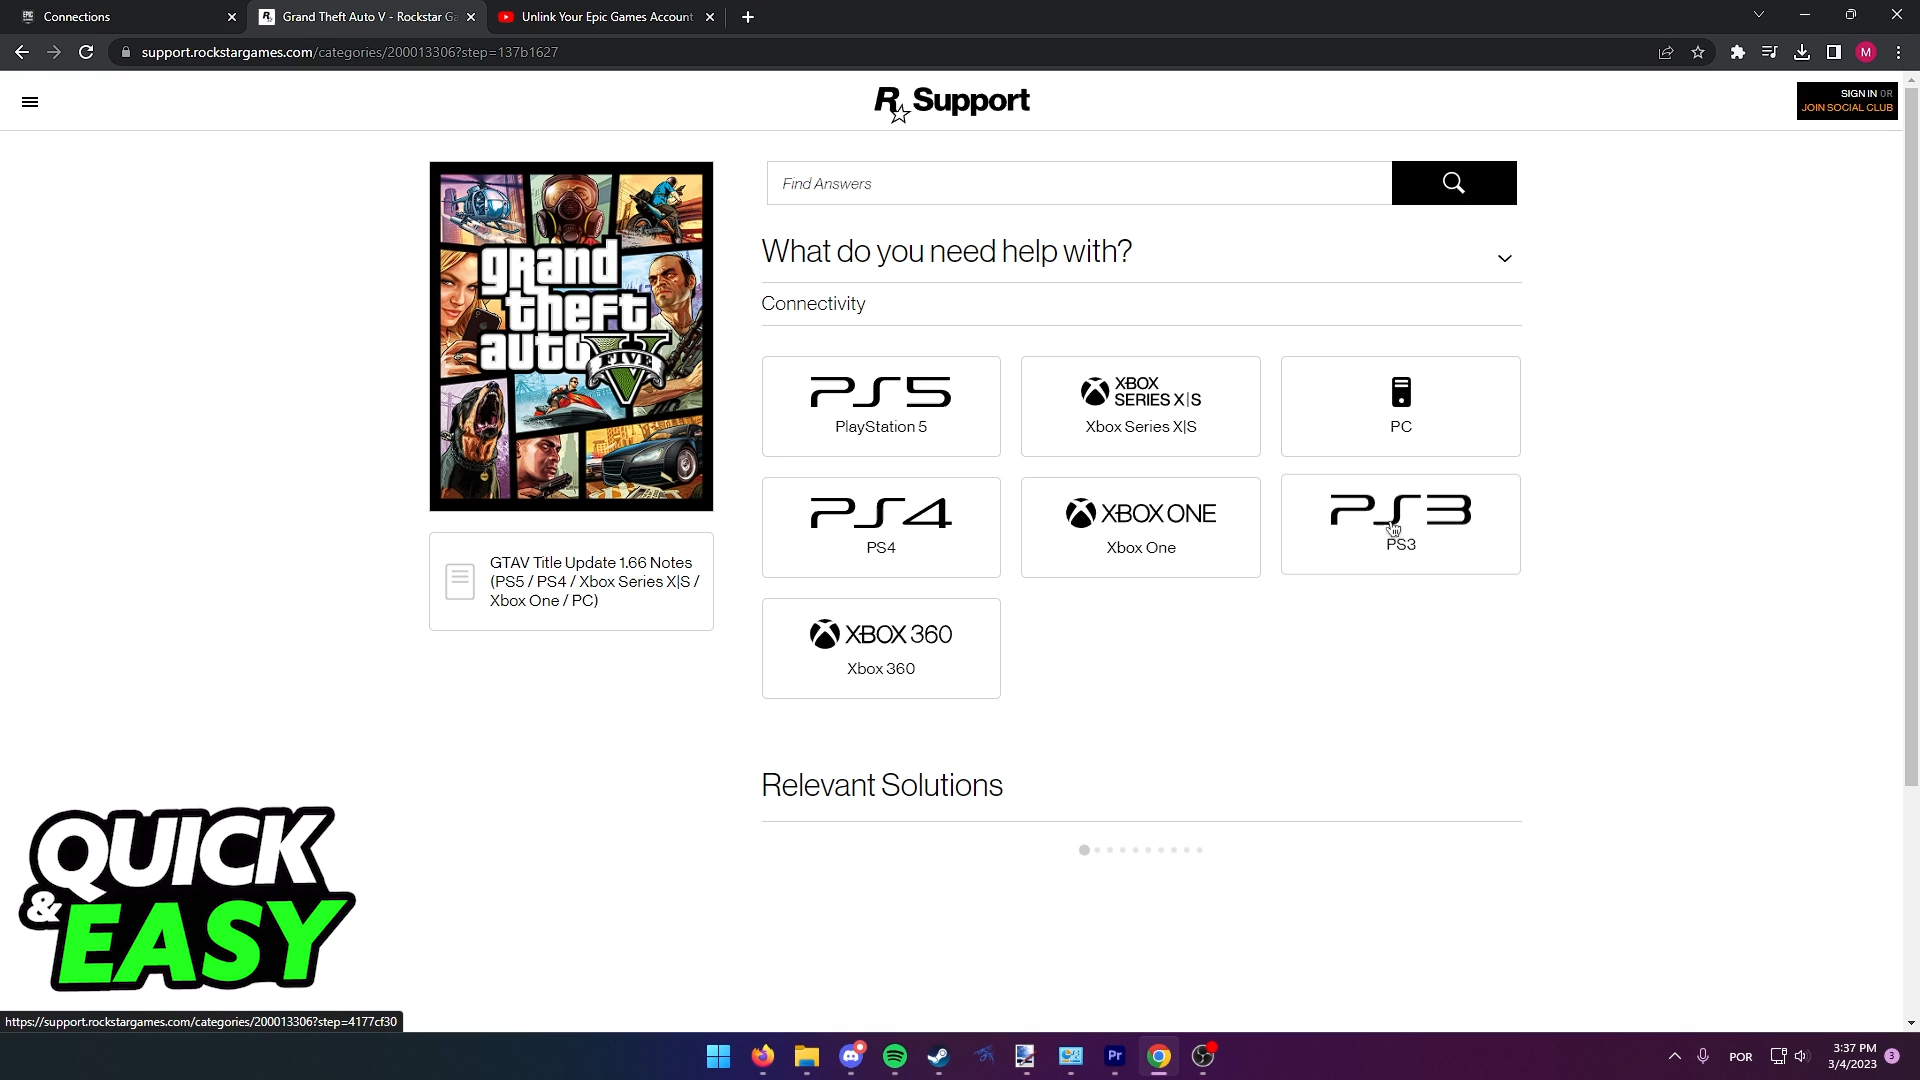 Connections
Grand Theft Auto V - Rockstar Ga
Unlink Your Epic Games Account
support.rockstargames.com/categories/200013306?step=137b1627
M
R Support
SIGN IN OR
JOIN SOCIAL CLUB
Find Answers
What do you need help with?
Connectivity
grand
theft
auto
FIVE
V
PS5
PlayStation 5
XBOX
SERIES X|S
Xbox Series X|S
PC
PS4
PS4
XBOX ONE
Xbox One
PS3
PS3
GTAV Title Update 1.66 Notes
(PS5 / PS4 / Xbox Series X|S /
Xbox One / PC)
XBOX 360
Xbox 360
Relevant Solutions
QUICK
& EASY
https://support.rockstargames.com/categories/200013306?step=4177cf30
Pr
POR
3:37 PM
3/4/2023
3